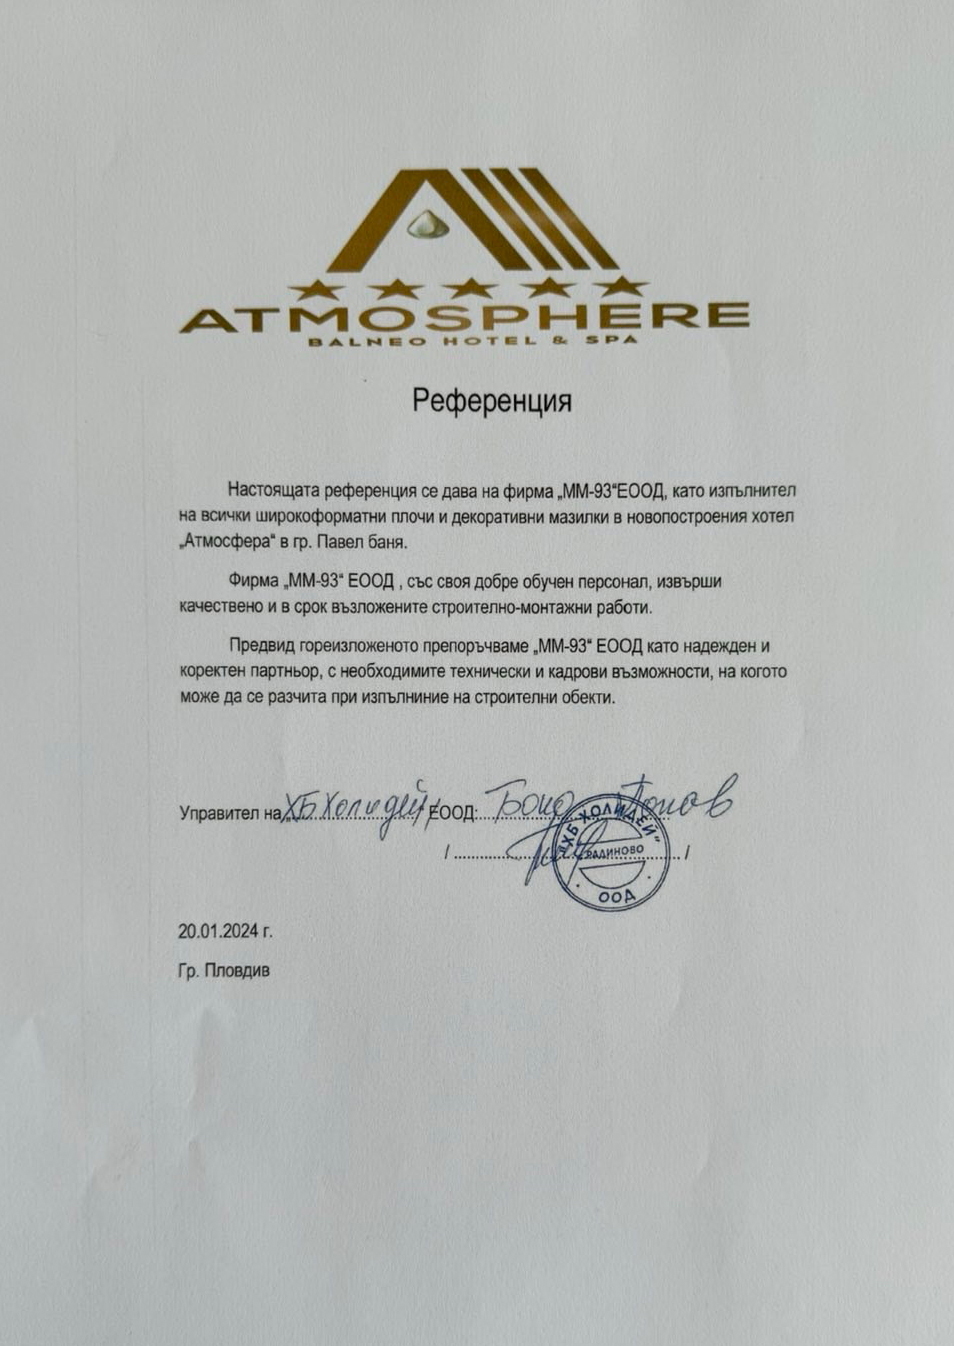 ATMOSPHERE
BALNEO HOTEL & SPA
Референция
Настоящата референция се дава на фирма „ММ-93“ЕООД, като изпълнител
на всички широкоформатни плочи и декоративни мазилки в новопостроения хотел
„Атмосфера“ в гр. Павел баня.
Фирма „ММ-93“ ЕООД , със своя добре обучен персонал, извърши
качествено и в срок възложените строително-монтажни работи.
Предвид гореизложеното препоръчваме „ММ-93“ ЕООД като надежден и
коректен партньор, с необходимите технически и кадрови възможности, на когото
може да се разчита при изпълниние на строителни обекти.
Управител на „ХБ Холидей“ ЕООД: Попов
"ХБ ХОЛИДЕЙ"
РАДИНОВО
ООД
/ ........................ /
20.01.2024 г.
Гр. Пловдив